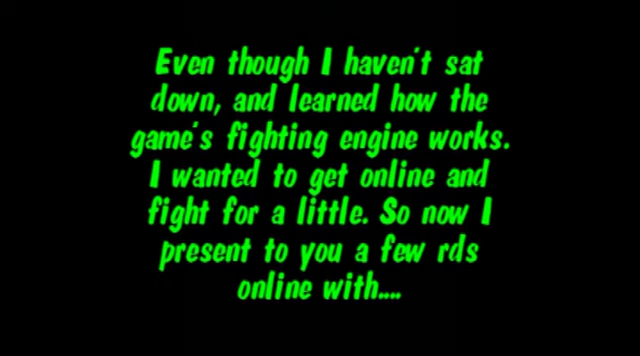 Even though I haven't sat
down, and learned how the
game's fighting engine works.
I wanted to get online and
fight for a little. So now I
present to you a few rds
online with....